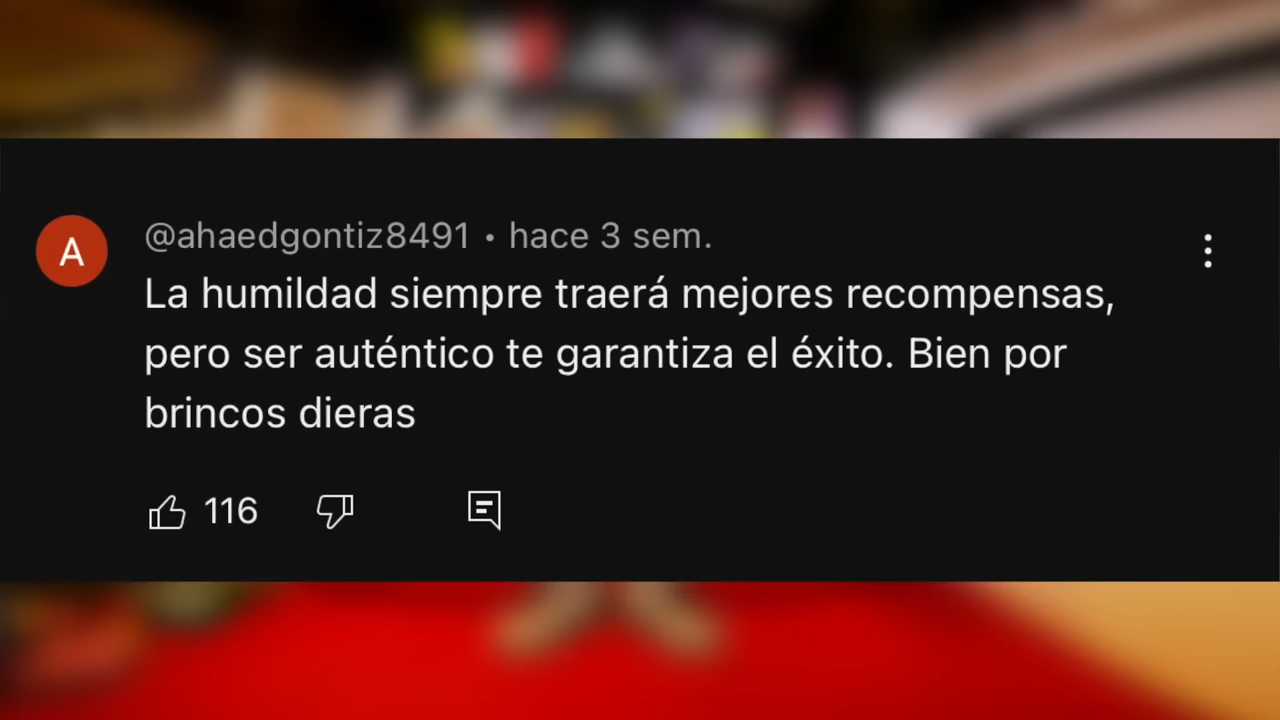 A
@ahaedgontiz8491 • hace 3 sem.
La humildad siempre traerá mejores recompensas,
pero ser auténtico te garantiza el éxito. Bien por
brincos dieras
116